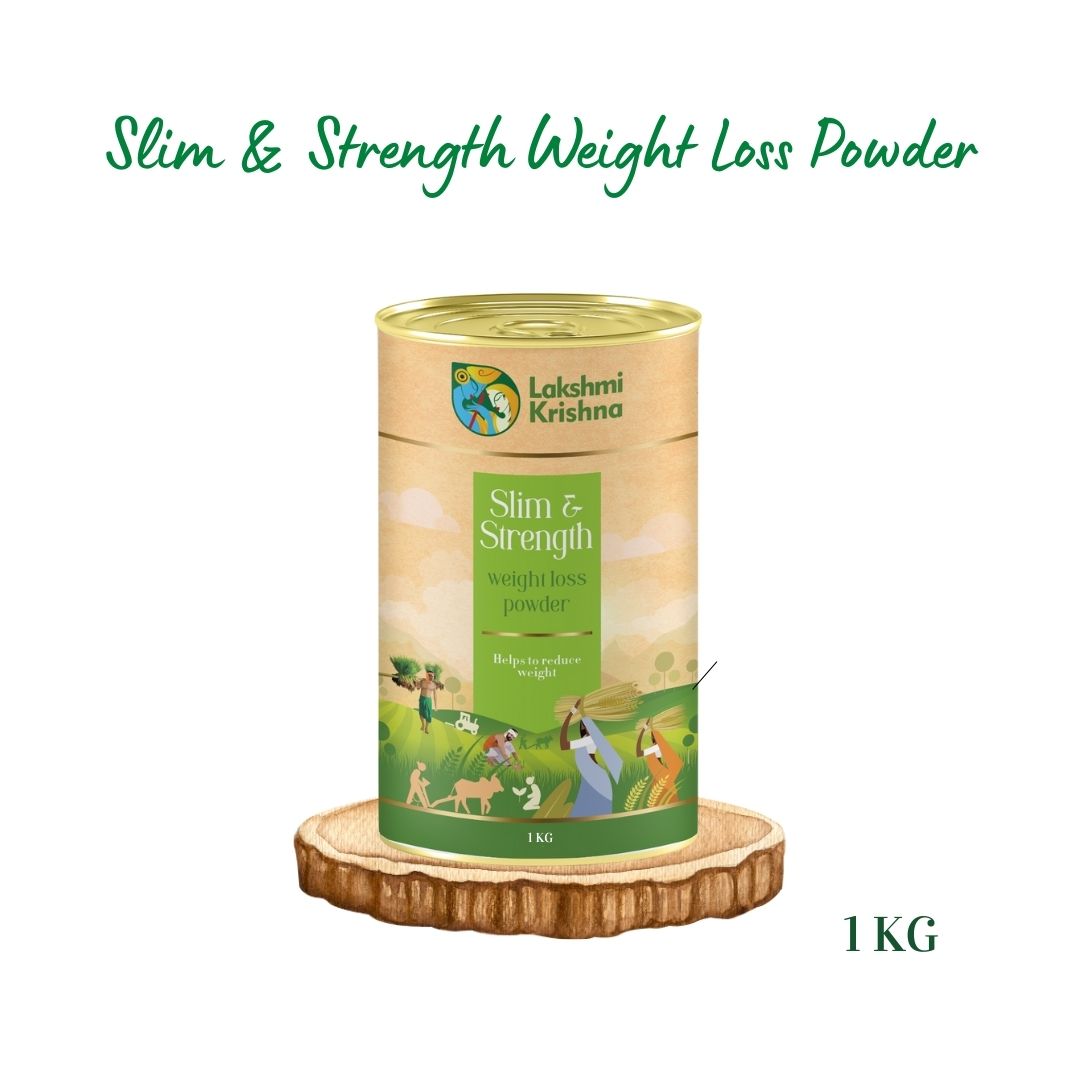 Slim & Strength Weight Loss Powder
Lakshmi
Krishna
Slim &
Strength
weight loss
powder
Helps to reduce
weight
1 KG
1 KG